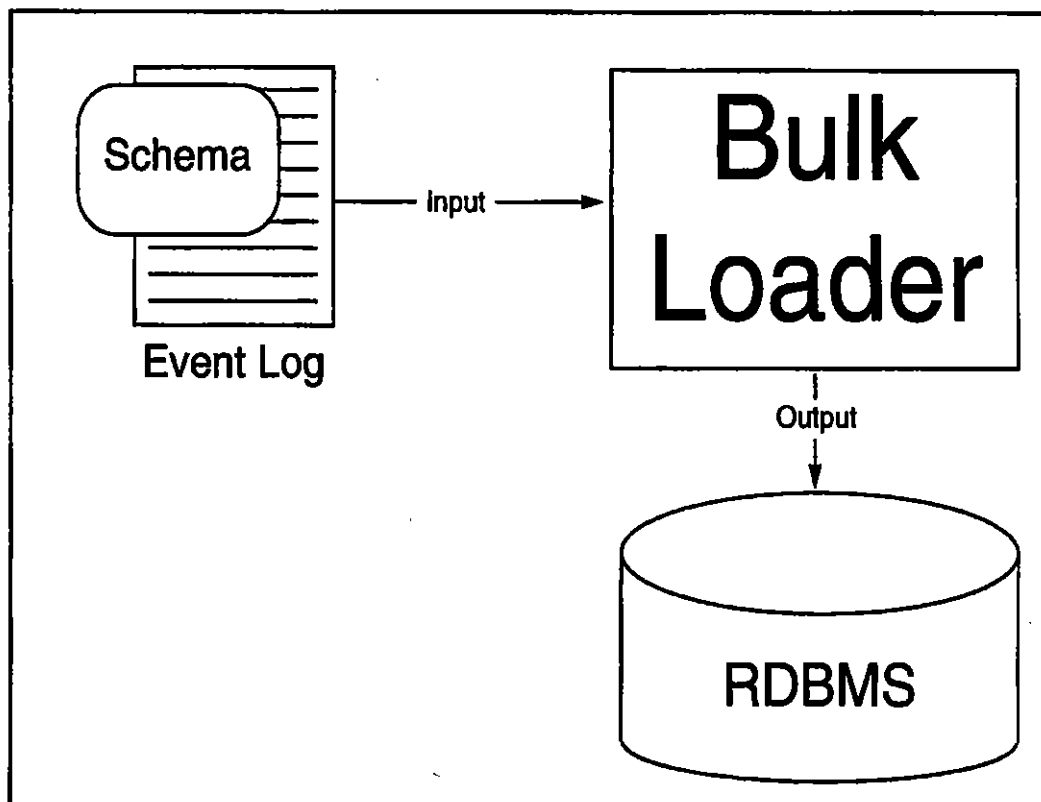 Schema
Event Log
Input
Bulk
Loader
Output
RDBMS